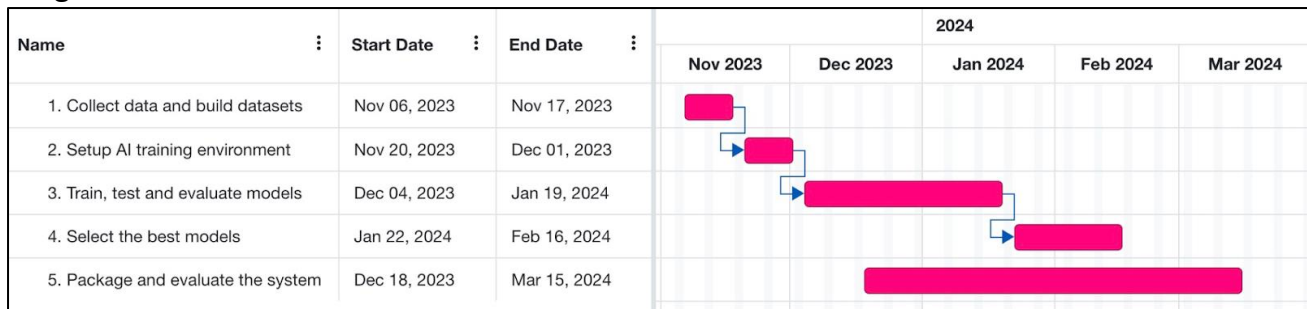 2024
Name ⋮ Start Date ⋮ End Date ⋮
Nov 2023 Dec 2023 Jan 2024 Feb 2024 Mar 2024
1. Collect data and build datasets Nov 06, 2023 Nov 17, 2023
2. Setup AI training environment Nov 20, 2023 Dec 01, 2023
3. Train, test and evaluate models Dec 04, 2023 Jan 19, 2024
4. Select the best models Jan 22, 2024 Feb 16, 2024
5. Package and evaluate the system Dec 18, 2023 Mar 15, 2024